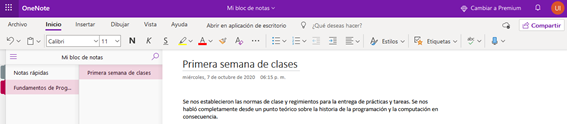 OneNote
Mi bloc de notas
Cambiar a Premium
UI
Archivo Inicio Insertar Dibujar Vista Ayuda Abrir en aplicación de escritorio ¿Qué deseas hacer? Compartir
Calibri 11 N K S A Estilos Etiquetas abc
Mi bloc de notas
Notas rápidas
Fundamentos de Prog...
Primera semana de clases
Primera semana de clases
miércoles, 7 de octubre de 2020 06:15 p. m.
Se nos establecieron las normas de clase y regimientos para la entrega de prácticas y tareas. Se nos
habló completamente desde un punto teórico sobre la historia de la programación y la computación en
consecuencia.